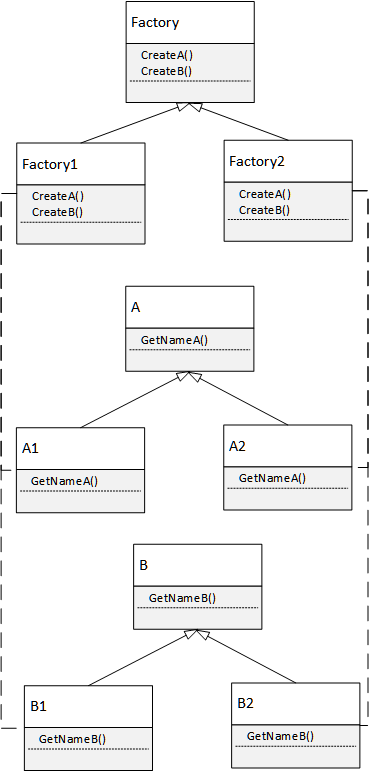 Factory
CreateA()
CreateB()
Factory1
CreateA()
CreateB()
Factory2
CreateA()
CreateB()
A
GetNameA()
A1
GetNameA()
A2
GetNameA()
B
GetNameB()
B1
GetNameB()
B2
GetNameB()